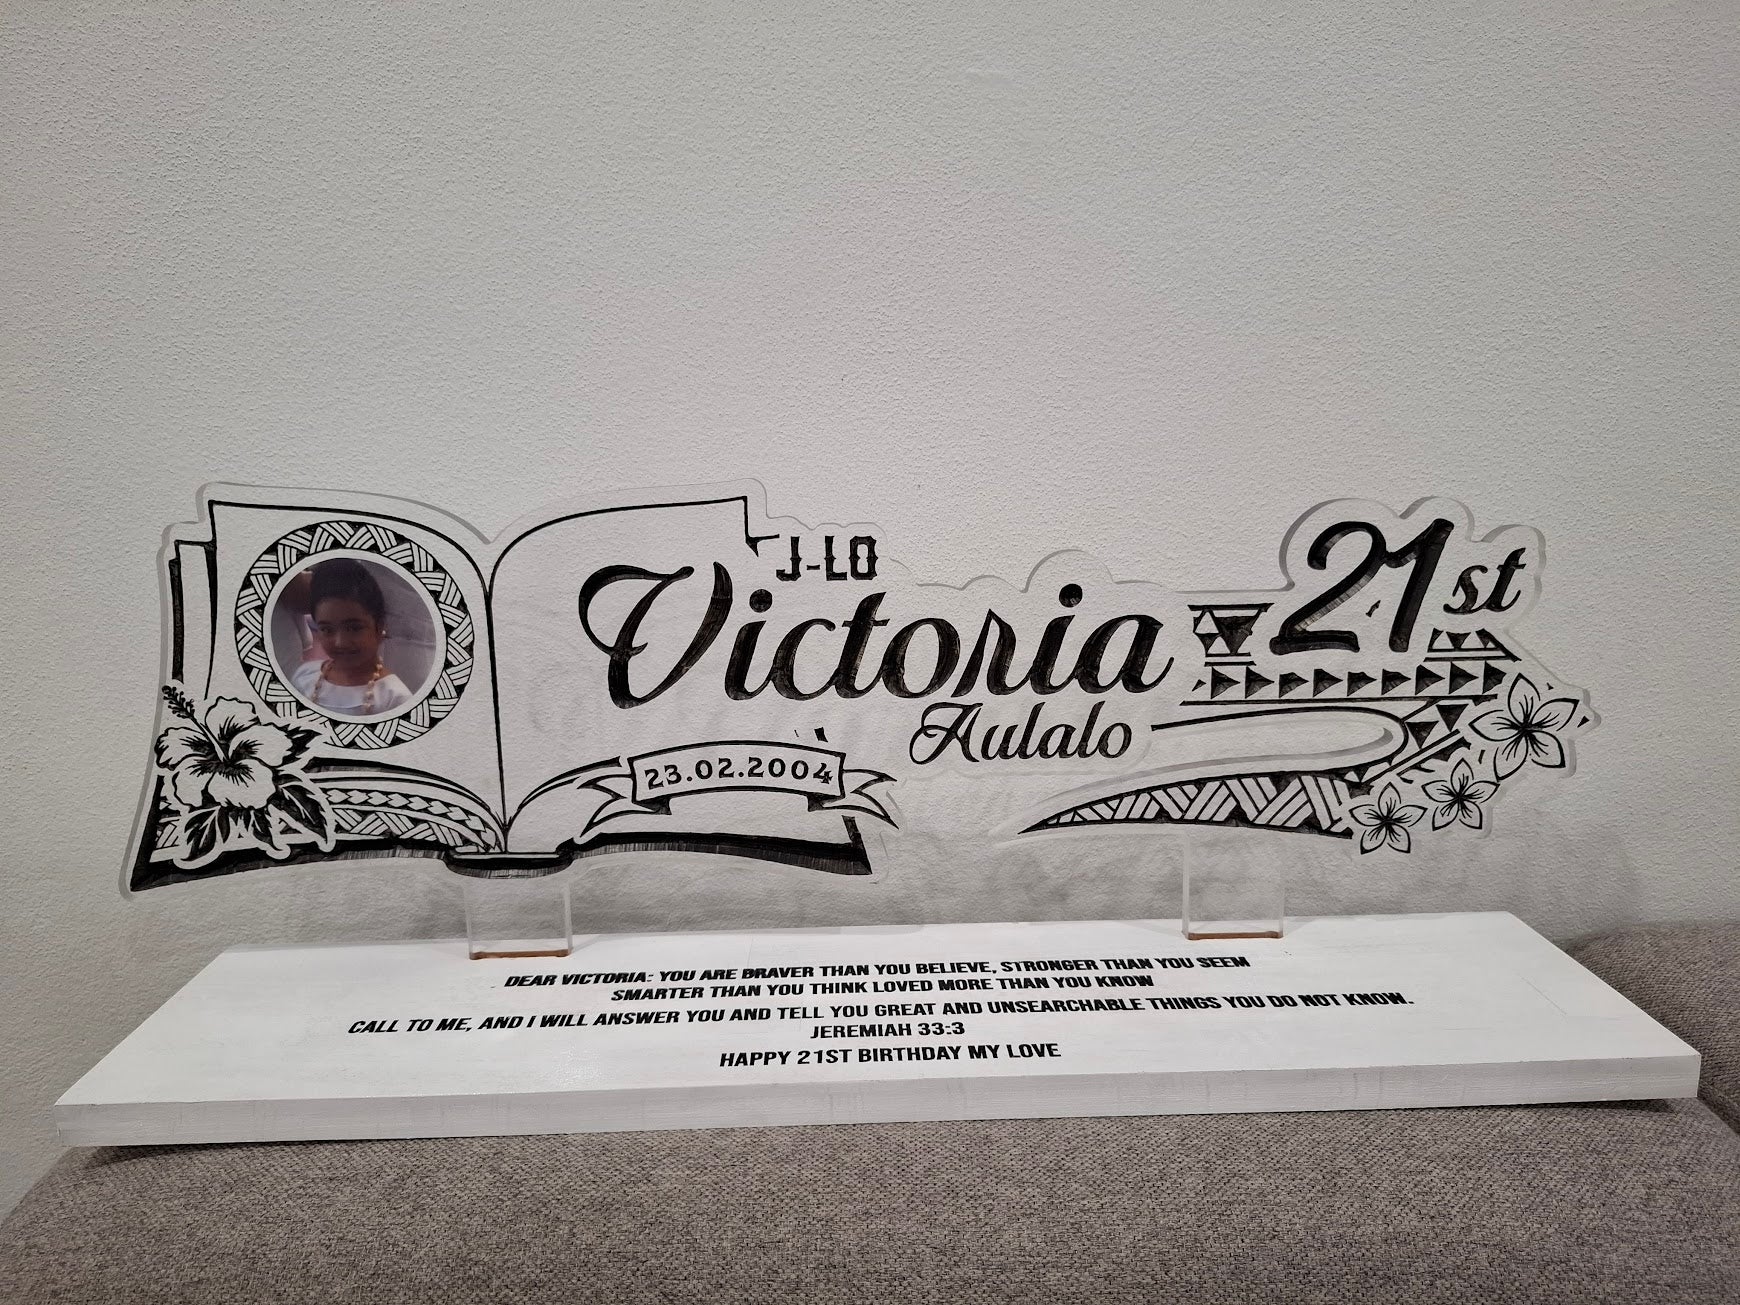 J-LO
Victoria
21st
Aulalo
23.02.2004
DEAR VICTORIA: YOU ARE BRAVER THAN YOU BELIEVE, STRONGER THAN YOU SEEM
SMARTER THAN YOU THINK LOVED MORE THAN YOU KNOW
CALL TO ME, AND I WILL ANSWER YOU AND TELL YOU GREAT AND UNSEARCHABLE THINGS YOU DO NOT KNOW.
JEREMIAH 33:3
HAPPY 21ST BIRTHDAY MY LOVE